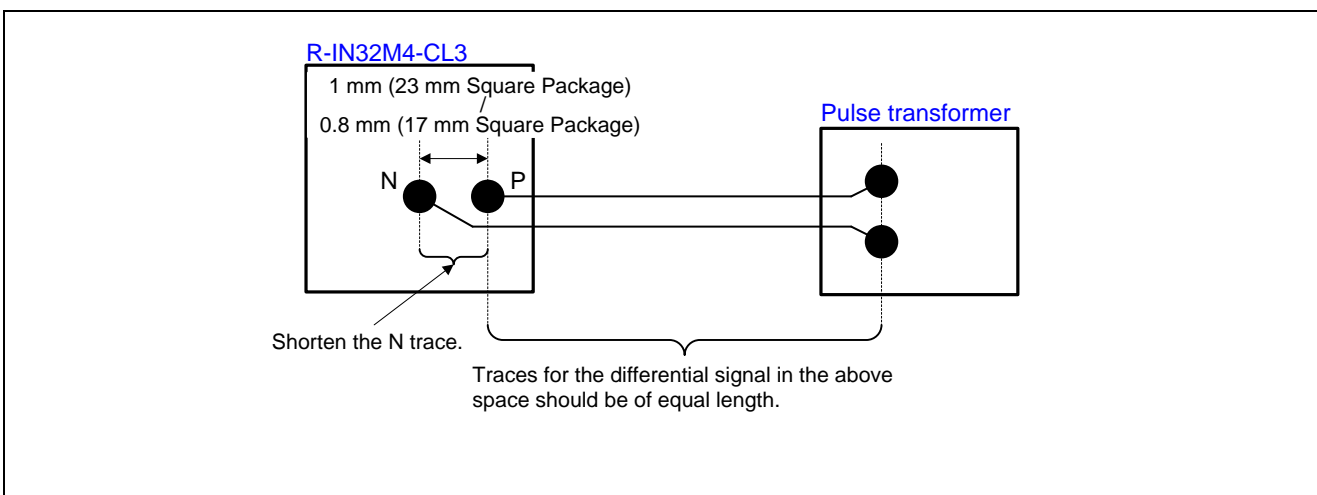 R-IN32M4-CL3
1 mm (23 mm Square Package)
0.8 mm (17 mm Square Package)
Pulse transformer
N
P
Shorten the N trace.
Traces for the differential signal in the above
space should be of equal length.